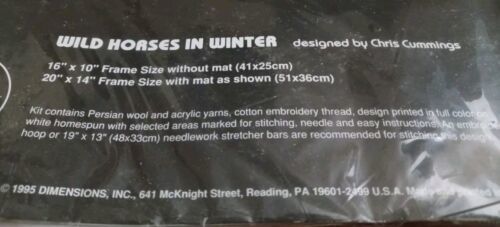 WILD HORSES IN WINTER designed by Chris Cummings
16" x 10" Frame Size without mat (41x25cm)
20" x 14" Frame Size with mat as shown (51x36cm)
Kit contains Persian wool and acrylic yarns, cotton embroidery thread, design printed in full color on
white homespun with selected areas marked for stitching, needle and easy instructions. An
hoop or 19" x 13" (48x33cm) needlework stretcher bars are recommended for stitching this
© 1995 DIMENSIONS, INC., 641 McKnight Street, Reading, PA 19601-2499 U.S.A. Made and